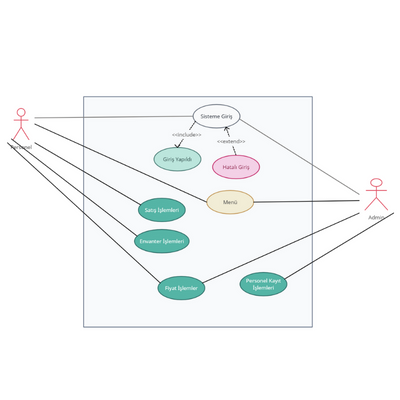 Sisteme Giriş
<<include>>
<<extend>>
Personel
Giriş Yapıldı
Hatalı Giriş
Menü
Satış İşlemleri
Admin
Envanter İşlemleri
Fiyat İşlemleri
Personel Kayıt
İşlemleri